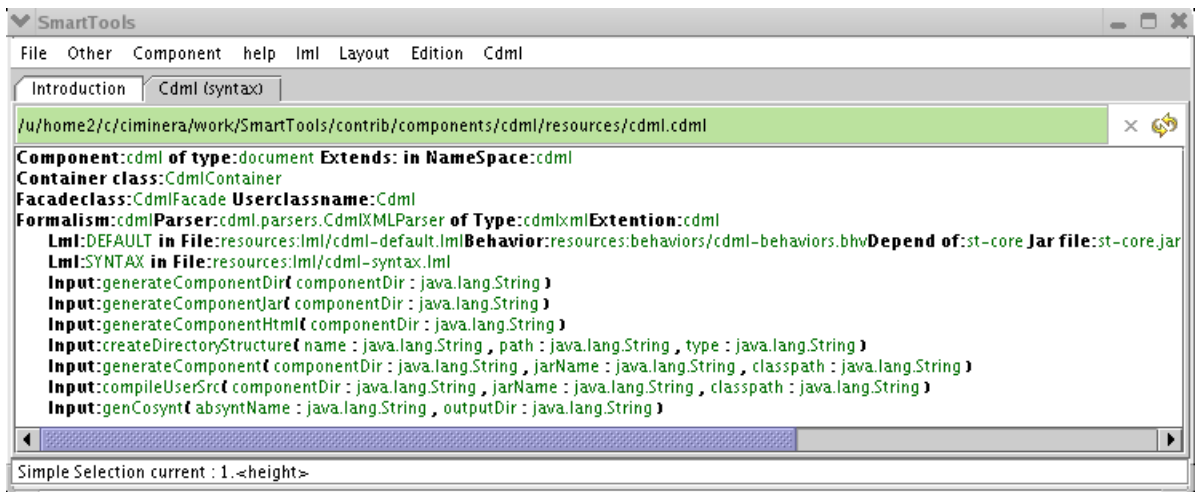 SmartTools
File Other Component help lml Layout Edition Cdml
Introduction Cdml (syntax)
/u/home2/c/ciminera/work/SmartTools/contrib/components/cdml/resources/cdml.cdml
Component:cdml of type:document Extends: in NameSpace:cdml
Container class:CdmlContainer
Facadeclass:CdmlFacade Userclassname:Cdml
Formalism:cdmlParser:cdml.parsers.CdmlXMLParser of Type:cdmlxmlExtention:cdml
Lml:DEFAULT in File:resources:lml/cdml-default.lmlBehavior:resources:behaviors/cdml-behaviors.bhvDepend of:st-core Jar file:st-core.jar
Lml:SYNTAX in File:resources:lml/cdml-syntax.lml
Input:generateComponentDir( componentDir : java.lang.String )
Input:generateComponentJar( componentDir : java.lang.String )
Input:generateComponentHtml( componentDir : java.lang.String )
Input:createDirectoryStructure( name : java.lang.String , path : java.lang.String , type : java.lang.String )
Input:generateComponent( componentDir : java.lang.String , jarName : java.lang.String , classpath : java.lang.String )
Input:compileUserSrc( componentDir : java.lang.String , jarName : java.lang.String , classpath : java.lang.String )
Input:genCosynt( absyntName : java.lang.String , outputDir : java.lang.String )
Simple Selection current : 1.<height>